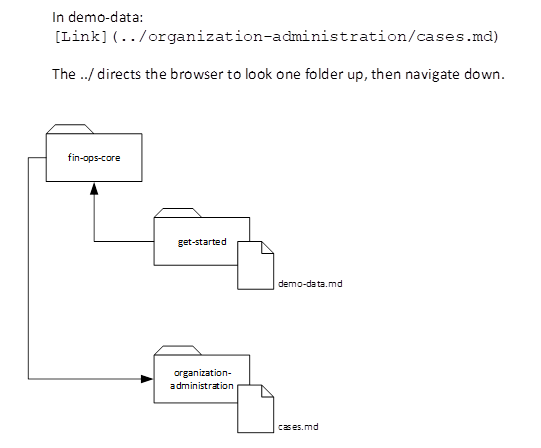 In demo-data:
[Link](../organization-administration/cases.md)
The ../ directs the browser to look one folder up, then navigate down.
fin-ops-core
get-started
demo-data.md
organization-
administration
cases.md